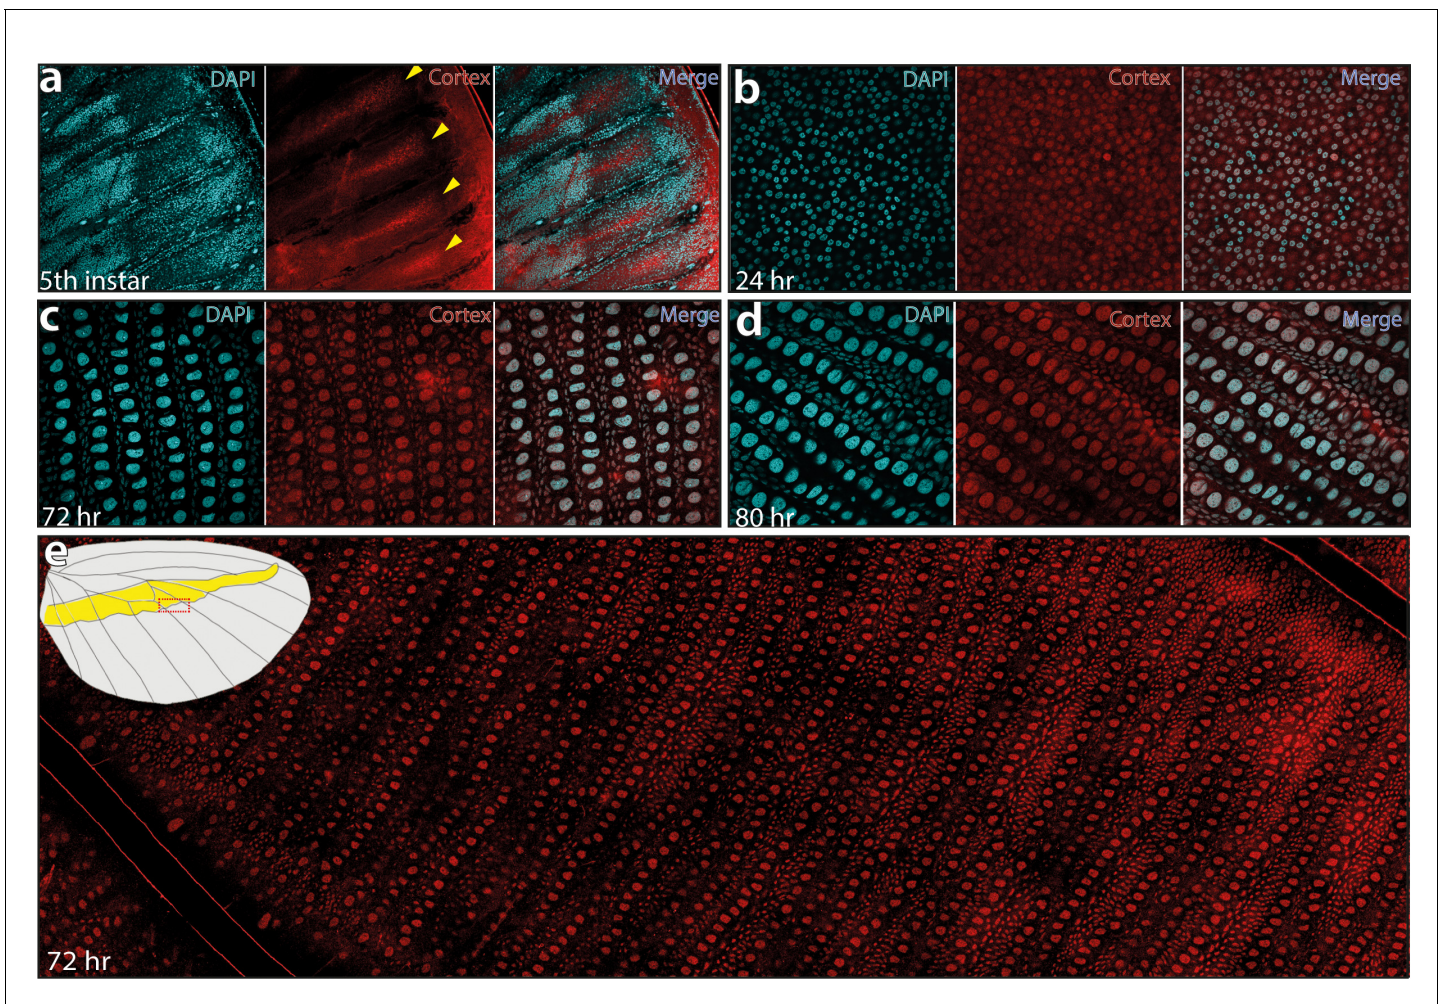 a DAPI Cortex Merge
5th instar
b DAPI Cortex Merge
24 hr
c DAPI Cortex Merge
72 hr
d DAPI Cortex Merge
80 hr
e
72 hr